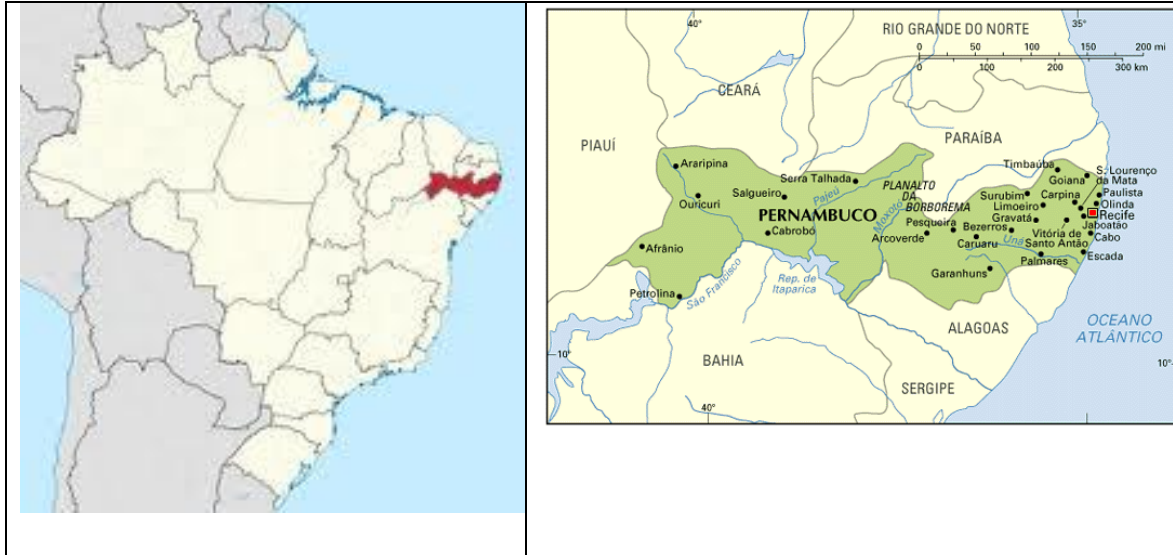 40°
35°
RIO GRANDE DO NORTE
0 50 100 150 200 mi
0 100 200 300 km
CEARÁ
PARAÍBA
PIAUÍ
Araripina
Timbaúba
S. Lourenço
da Mata
Goiana
Serra Talhada
Pajeú
PLANALTO
DA
BORBOREMA
Surubim
Carpina
Paulista
Salgueiro
Ouricuri
Limoeiro
Olinda
PERNAMBUCO
Moxotó
Gravatá
Recife
Pesqueira
Bezerros
Jaboatão
Cabrobó
Arcoverde
Caruaru
Una
Vitória de
Santo Antão
Cabo
Afrânio
Palmares
Escada
Garanhuns
Petrolina
São Francisco
Rep. de
Itaparica
ALAGOAS
OCEANO
ATLÂNTICO
BAHIA
10°
10°
SERGIPE
40°